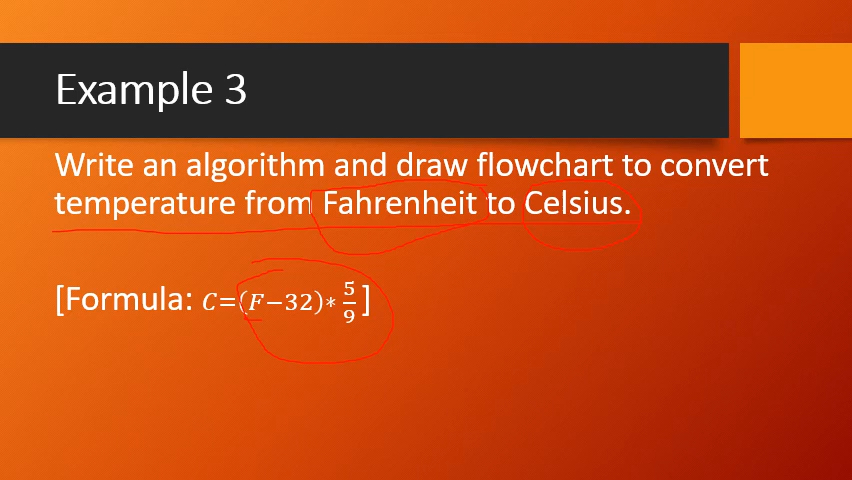 Example 3
Write an algorithm and draw flowchart to convert
temperature from Fahrenheit to Celsius.
[Formula: C=(F−32)∗5/9]